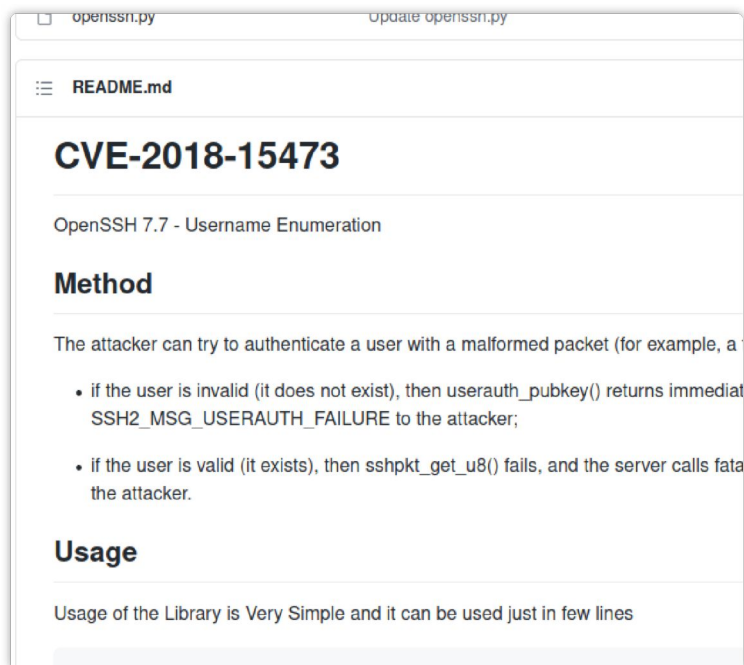 openssh.py Update openssh.py
README.md
CVE-2018-15473
OpenSSH 7.7 - Username Enumeration
Method
The attacker can try to authenticate a user with a malformed packet (for example, a
• if the user is invalid (it does not exist), then userauth_pubkey() returns immediat
SSH2_MSG_USERAUTH_FAILURE to the attacker;
• if the user is valid (it exists), then sshpkt_get_u8() fails, and the server calls fata
the attacker.
Usage
Usage of the Library is Very Simple and it can be used just in few lines